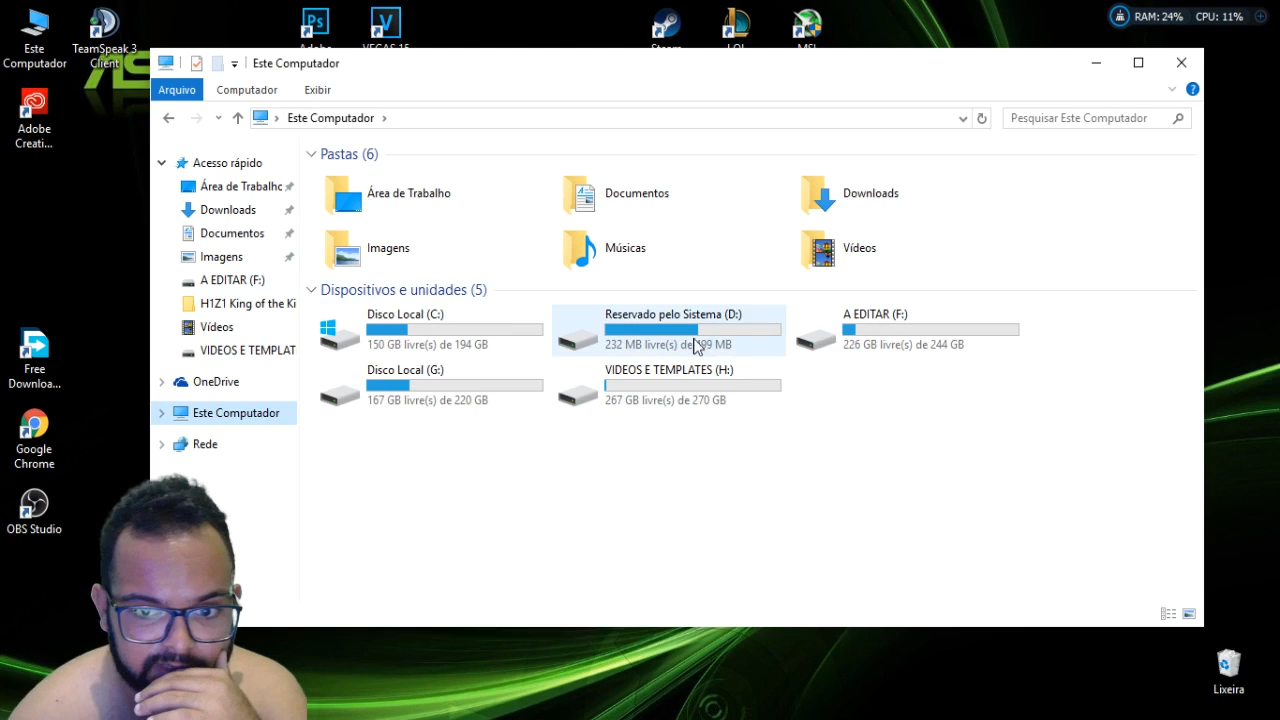 RAM: 24% CPU: 11%
Este Computador
TeamSpeak 3 Client
Ps
V
VEGAS 15
LOL
MSI
Adobe Creati...
Free Downloa...
Google Chrome
OBS Studio
Lixeira
Este Computador
Arquivo Computador Exibir
Este Computador
Pesquisar Este Computador
Acesso rápido
Área de Trabalho
Downloads
Documentos
Imagens
A EDITAR (F:)
H1Z1 King of the Ki
Vídeos
VIDEOS E TEMPLAT
OneDrive
Este Computador
Rede
Pastas (6)
Área de Trabalho
Documentos
Downloads
Imagens
Músicas
Vídeos
Dispositivos e unidades (5)
Disco Local (C:)
150 GB livre(s) de 194 GB
Reservado pelo Sistema (D:)
232 MB livre(s) de
MB
A EDITAR (F:)
226 GB livre(s) de 244 GB
Disco Local (G:)
167 GB livre(s) de 220 GB
VIDEOS E TEMPLATES (H:)
267 GB livre(s) de 270 GB